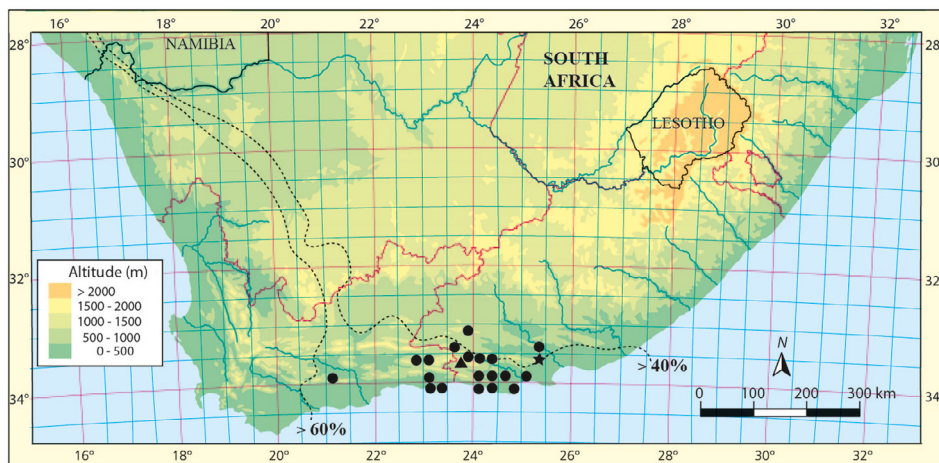 16° 18° 20° 22° 24° 26° 28° 30° 32°
28° NAMIBIA SOUTH 28°
AFRICA
LESOTHO
30° 30°
32° 32°
Altitude (m)
> 2000
1500 - 2000
1000 - 1500
500 - 1000
0 - 500
N
> 40%
34° 0 100 200 300 km 34°
> 60%
16° 18° 20° 22° 24° 26° 28° 30° 32°